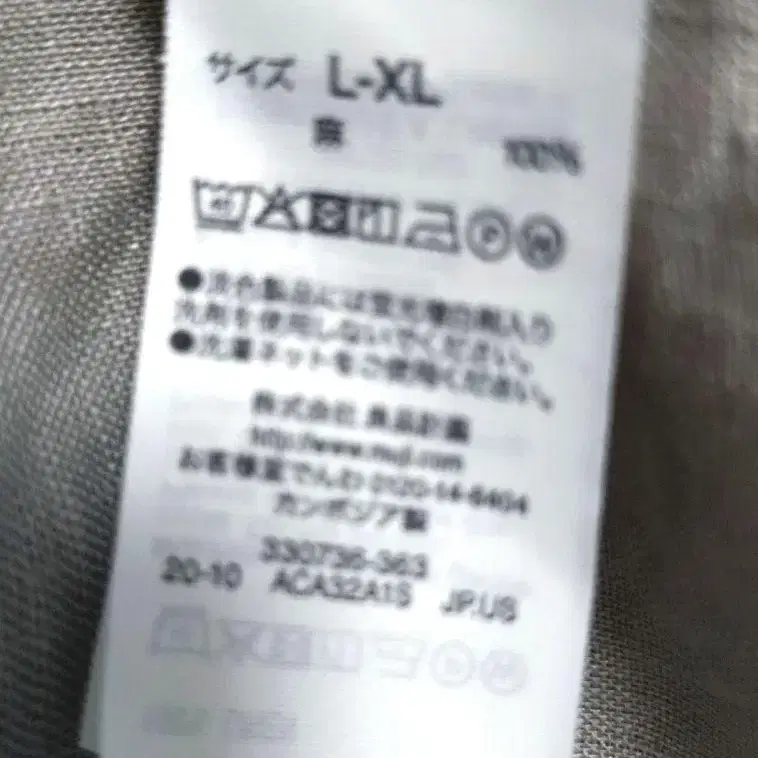 サイズ L-XL
麻 100%
●淡色製品には蛍光増白剤入り
洗剤を使用しないでください。
●洗濯ネットをご使用ください。
株式会社 良品計画
http://www.muji.com
お客様室でんわ 0120-14-6404
カンボジア製
330736-363
20-10 ACA32A1S JP.US